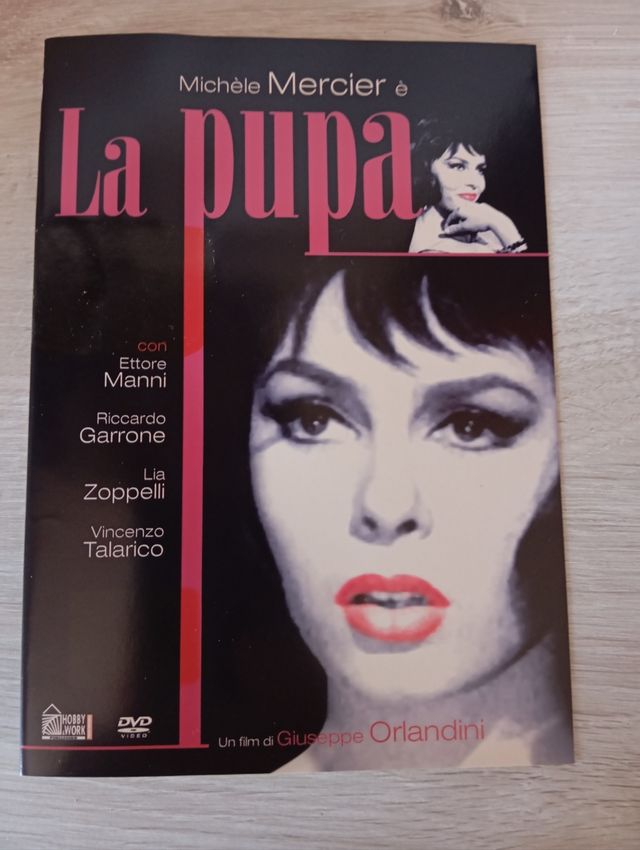 Michèle Mercier è
La pupa
con
Ettore
Manni
Riccardo
Garrone
Lia
Zoppelli
Vincenzo
Talarico
HOBBY
& WORK
DVD
VIDEO
Un film di Giuseppe Orlandini